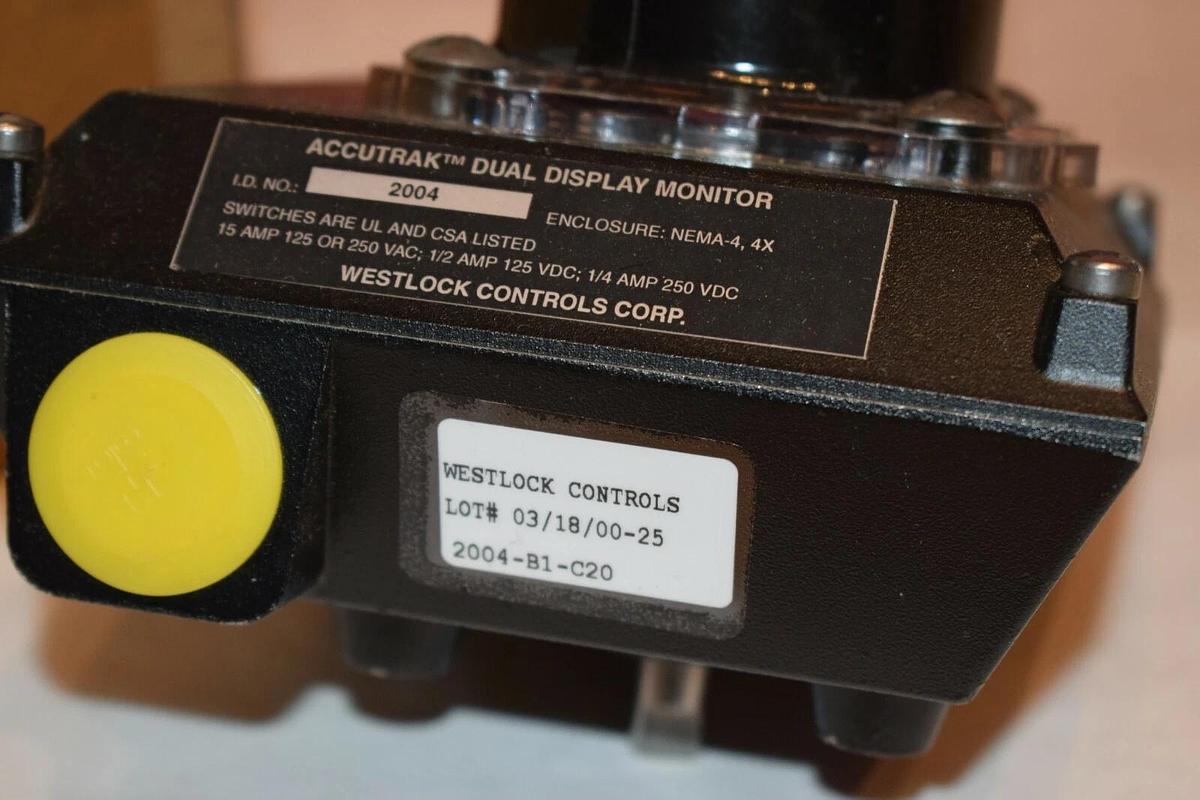 ACCUTRAK™ DUAL DISPLAY MONITOR
I.D. NO.: 2004 ENCLOSURE: NEMA-4, 4X
SWITCHES ARE UL AND CSA LISTED
15 AMP 125 OR 250 VAC; 1/2 AMP 125 VDC; 1/4 AMP 250 VDC
WESTLOCK CONTROLS CORP.
WESTLOCK CONTROLS
LOT# 03/18/00-25
2004-B1-C20